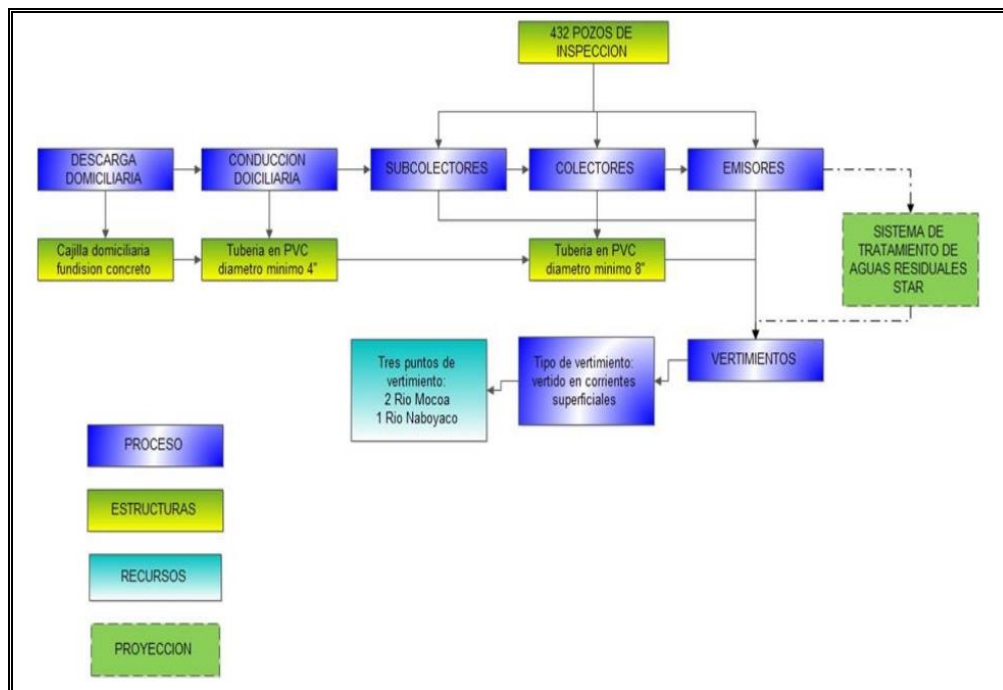 432 POZOS DE
INSPECCION
DESCARGA
DOMICILIARIA
CONDUCCION
DOICILIARIA
SUBCOLECTORES
COLECTORES
EMISORES
Cajilla domiciliaria
fundision concreto
Tuberia en PVC
diametro minimo 4"
Tuberia en PVC
diametro minimo 8"
SISTEMA DE
TRATAMIENTO DE
AGUAS RESIDUALES
STAR
Tres puntos de
vertimiento:
2 Rio Mocoa
1 Rio Naboyaco
Tipo de vertimiento:
vertido en corrientes
superficiales
VERTIMIENTOS
PROCESO
ESTRUCTURAS
RECURSOS
PROYECCION